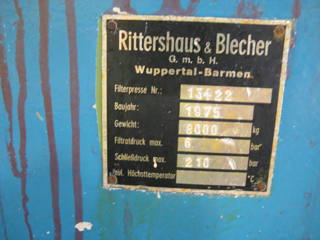 Rittershaus & Blecher
G. m. b. H.
Wuppertal-Barmen
Filterpresse Nr.: 13422
Baujahr: 1975
Gewicht: 8000 kg
Filtratdruck max. 6 bar
Schließdruck max. 210 bar
zul. Höchsttemperatur °C